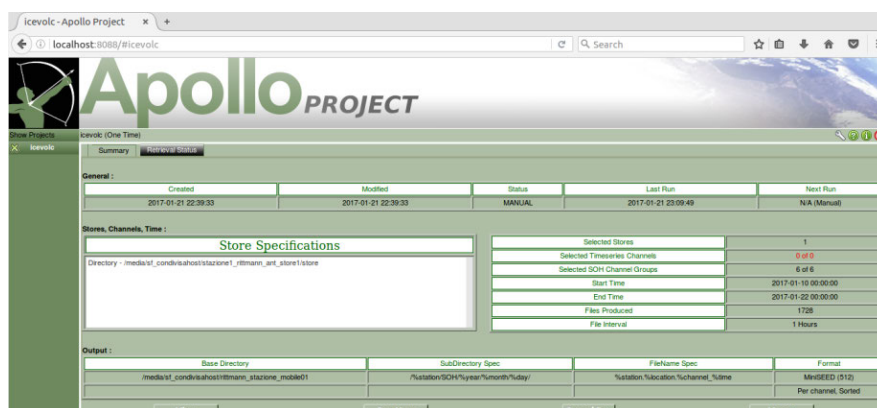 icevolc - Apollo Project × +
localhost:8088/#icevolc Search
Apollo PROJECT
Show Projects icevolc (One Time)
icevolc Summary Retrieval Status
General :
Created Modified Status Last Run Next Run
2017-01-21 22:39:33 2017-01-21 22:39:33 MANUAL 2017-01-21 23:09:49 N/A (Manual)
Stores, Channels, Time :
Store Specifications
Directory - /media/sf_condivisahost/stazione1_rittmann_ant_store1/store
Selected Stores 1
Selected Timeseries Channels 0 of 0
Selected SOH Channel Groups 6 of 6
Start Time 2017-01-10 00:00:00
End Time 2017-01-22 00:00:00
Files Produced 1728
File Interval 1 Hours
Output :
Base Directory SubDirectory Spec FileName Spec Format
/media/sf_condivisahost/rittmann_stazione_mobile01 /%station/SOH/%year/%month/%day/ %station.%location.%channel_%time MiniSEED (512)
Per channel, Sorted